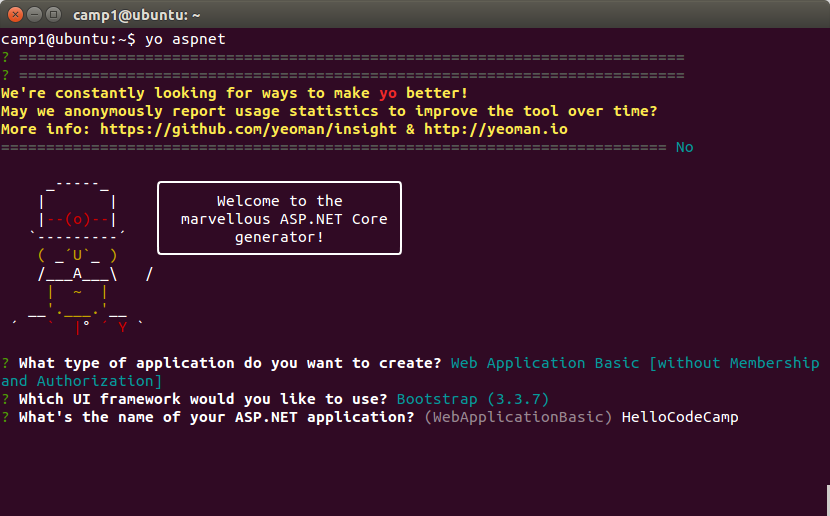 camp1@ubuntu: ~
camp1@ubuntu:~$ yo aspnet
? ==========================================================================
? ==========================================================================
We're constantly looking for ways to make yo better!
May we anonymously report usage statistics to improve the tool over time?
More info: https://github.com/yeoman/insight & http://yeoman.io
========================================================================== No
     _-----_
    |       |
    |--(o)--|
   `---------´
    ( _´U`_ )
    /___A___\   /
     |  ~  |
   __'.___.'__
 ´   `  |° ´ Y `
Welcome to the
marvellous ASP.NET Core
generator!
? What type of application do you want to create? Web Application Basic [without Membership
and Authorization]
? Which UI framework would you like to use? Bootstrap (3.3.7)
? What's the name of your ASP.NET application? (WebApplicationBasic) HelloCodeCamp